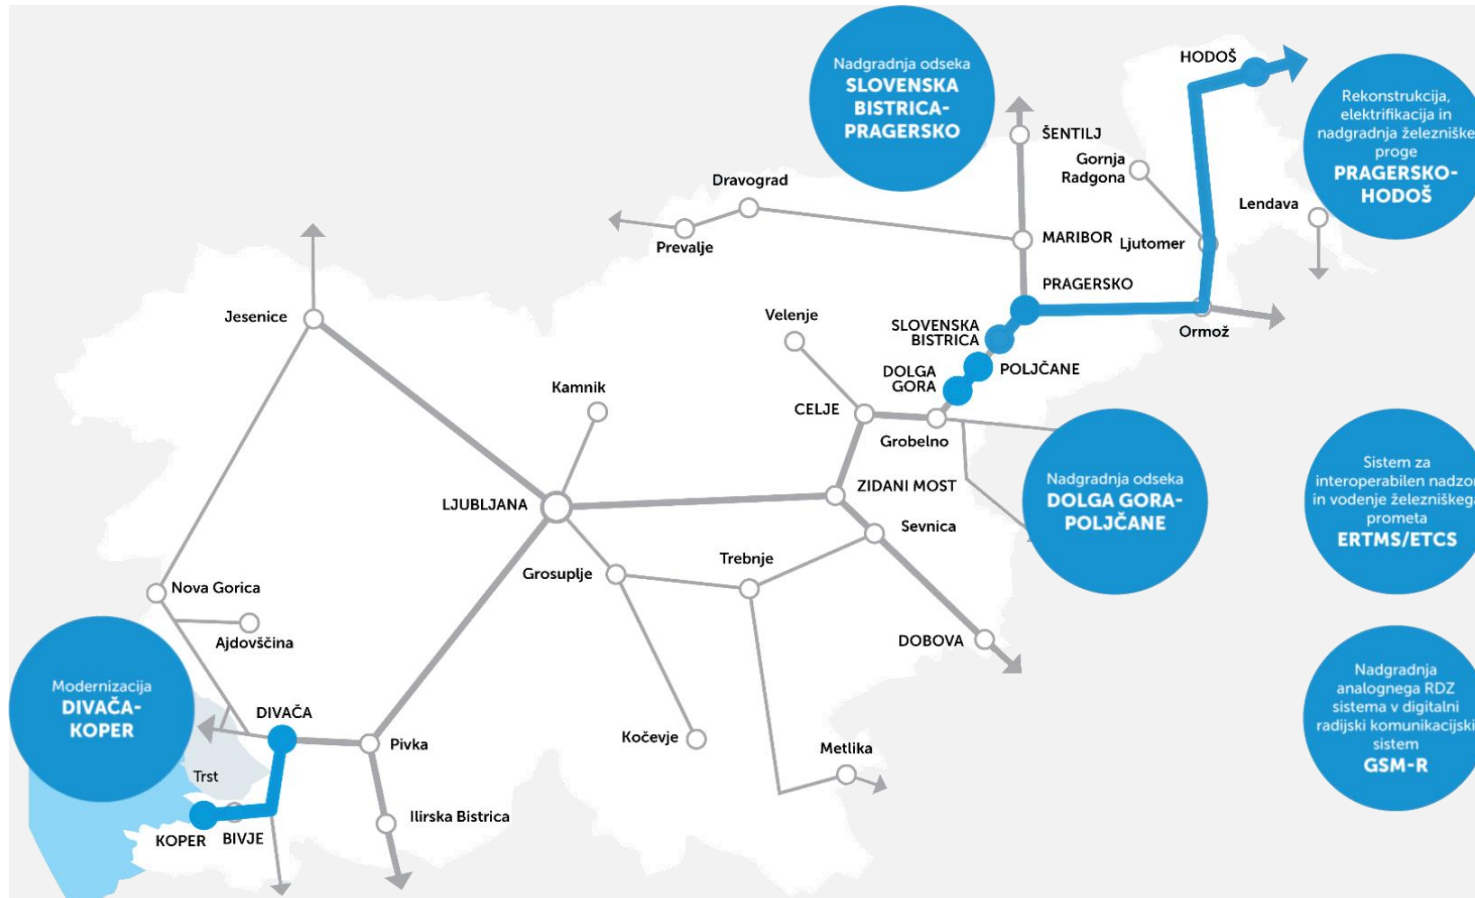 Nadgradnja odseka
SLOVENSKA
BISTRICA-
PRAGERSKO
HODOŠ
Rekonstrukcija,
elektrifikacija in
nadgradnja železniške
proge
PRAGERSKO-
HODOŠ
ŠENTILJ
Gornja
Radgona
Dravograd
Lendava
Prevalje
MARIBOR
Ljutomer
PRAGERSKO
Jesenice
Velenje
SLOVENSKA
BISTRICA
Ormož
DOLGA
GORA
POLJČANE
Kamnik
CELJE
Grobelno
Nadgradnja odseka
DOLGA GORA-
POLJČANE
Sistem za
interoperabilen nadzor
in vodenje železniškega
prometa
ERTMS/ETCS
LJUBLJANA
ZIDANI MOST
Sevnica
Trebnje
Grosuplje
Nova Gorica
Ajdovščina
DOBOVA
Modernizacija
DIVAČA-
KOPER
Nadgradnja
analognega RDZ
sistema v digitalni
radijski komunikacijski
sistem
GSM-R
DIVAČA
Pivka
Kočevje
Metlika
Trst
Ilirska Bistrica
KOPER
BIVJE